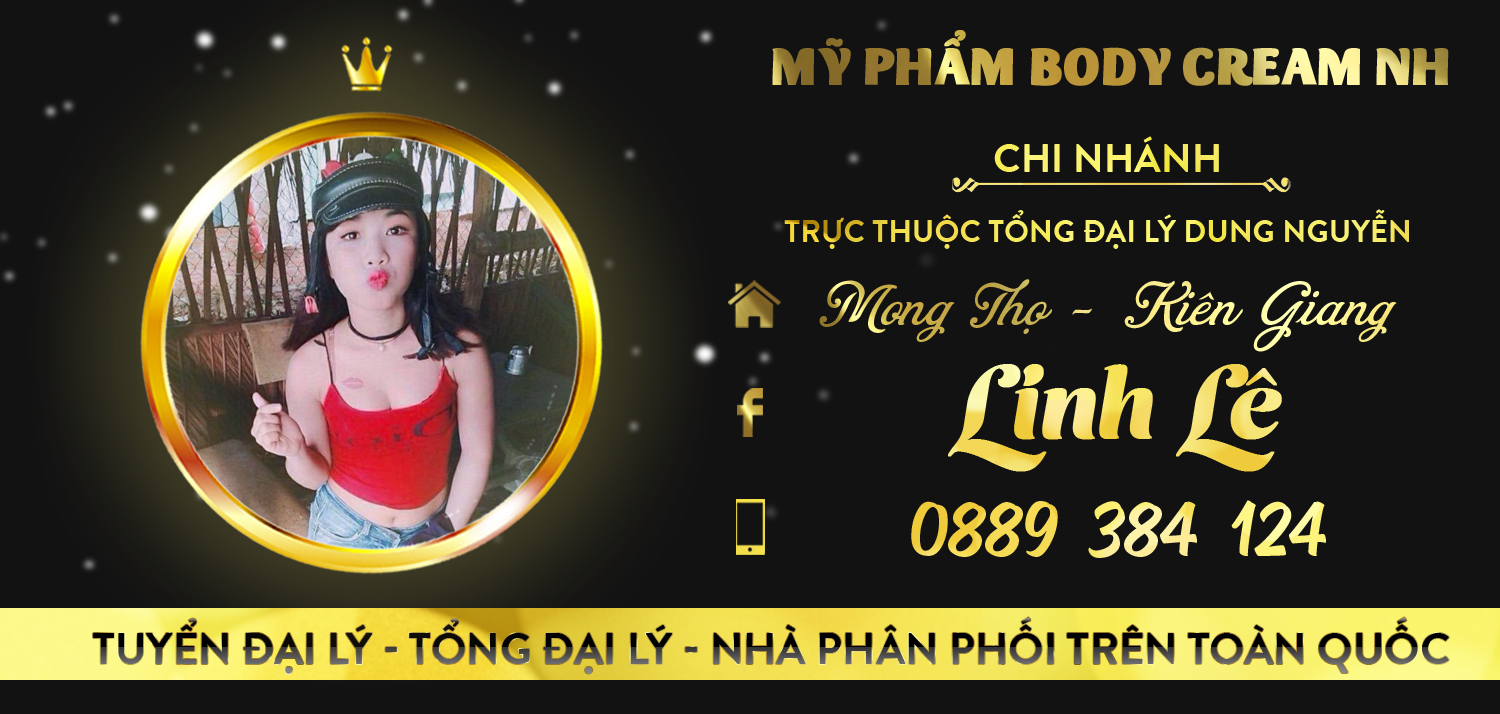 MỸ PHẨM BODY CREAM NH
CHI NHÁNH
TRỰC THUỘC TỔNG ĐẠI LÝ DUNG NGUYỄN
Mong Thọ - Kiên Giang
f
Linh Lê
0889 384 124
TUYỂN ĐẠI LÝ - TỔNG ĐẠI LÝ - NHÀ PHÂN PHỐI TRÊN TOÀN QUỐC